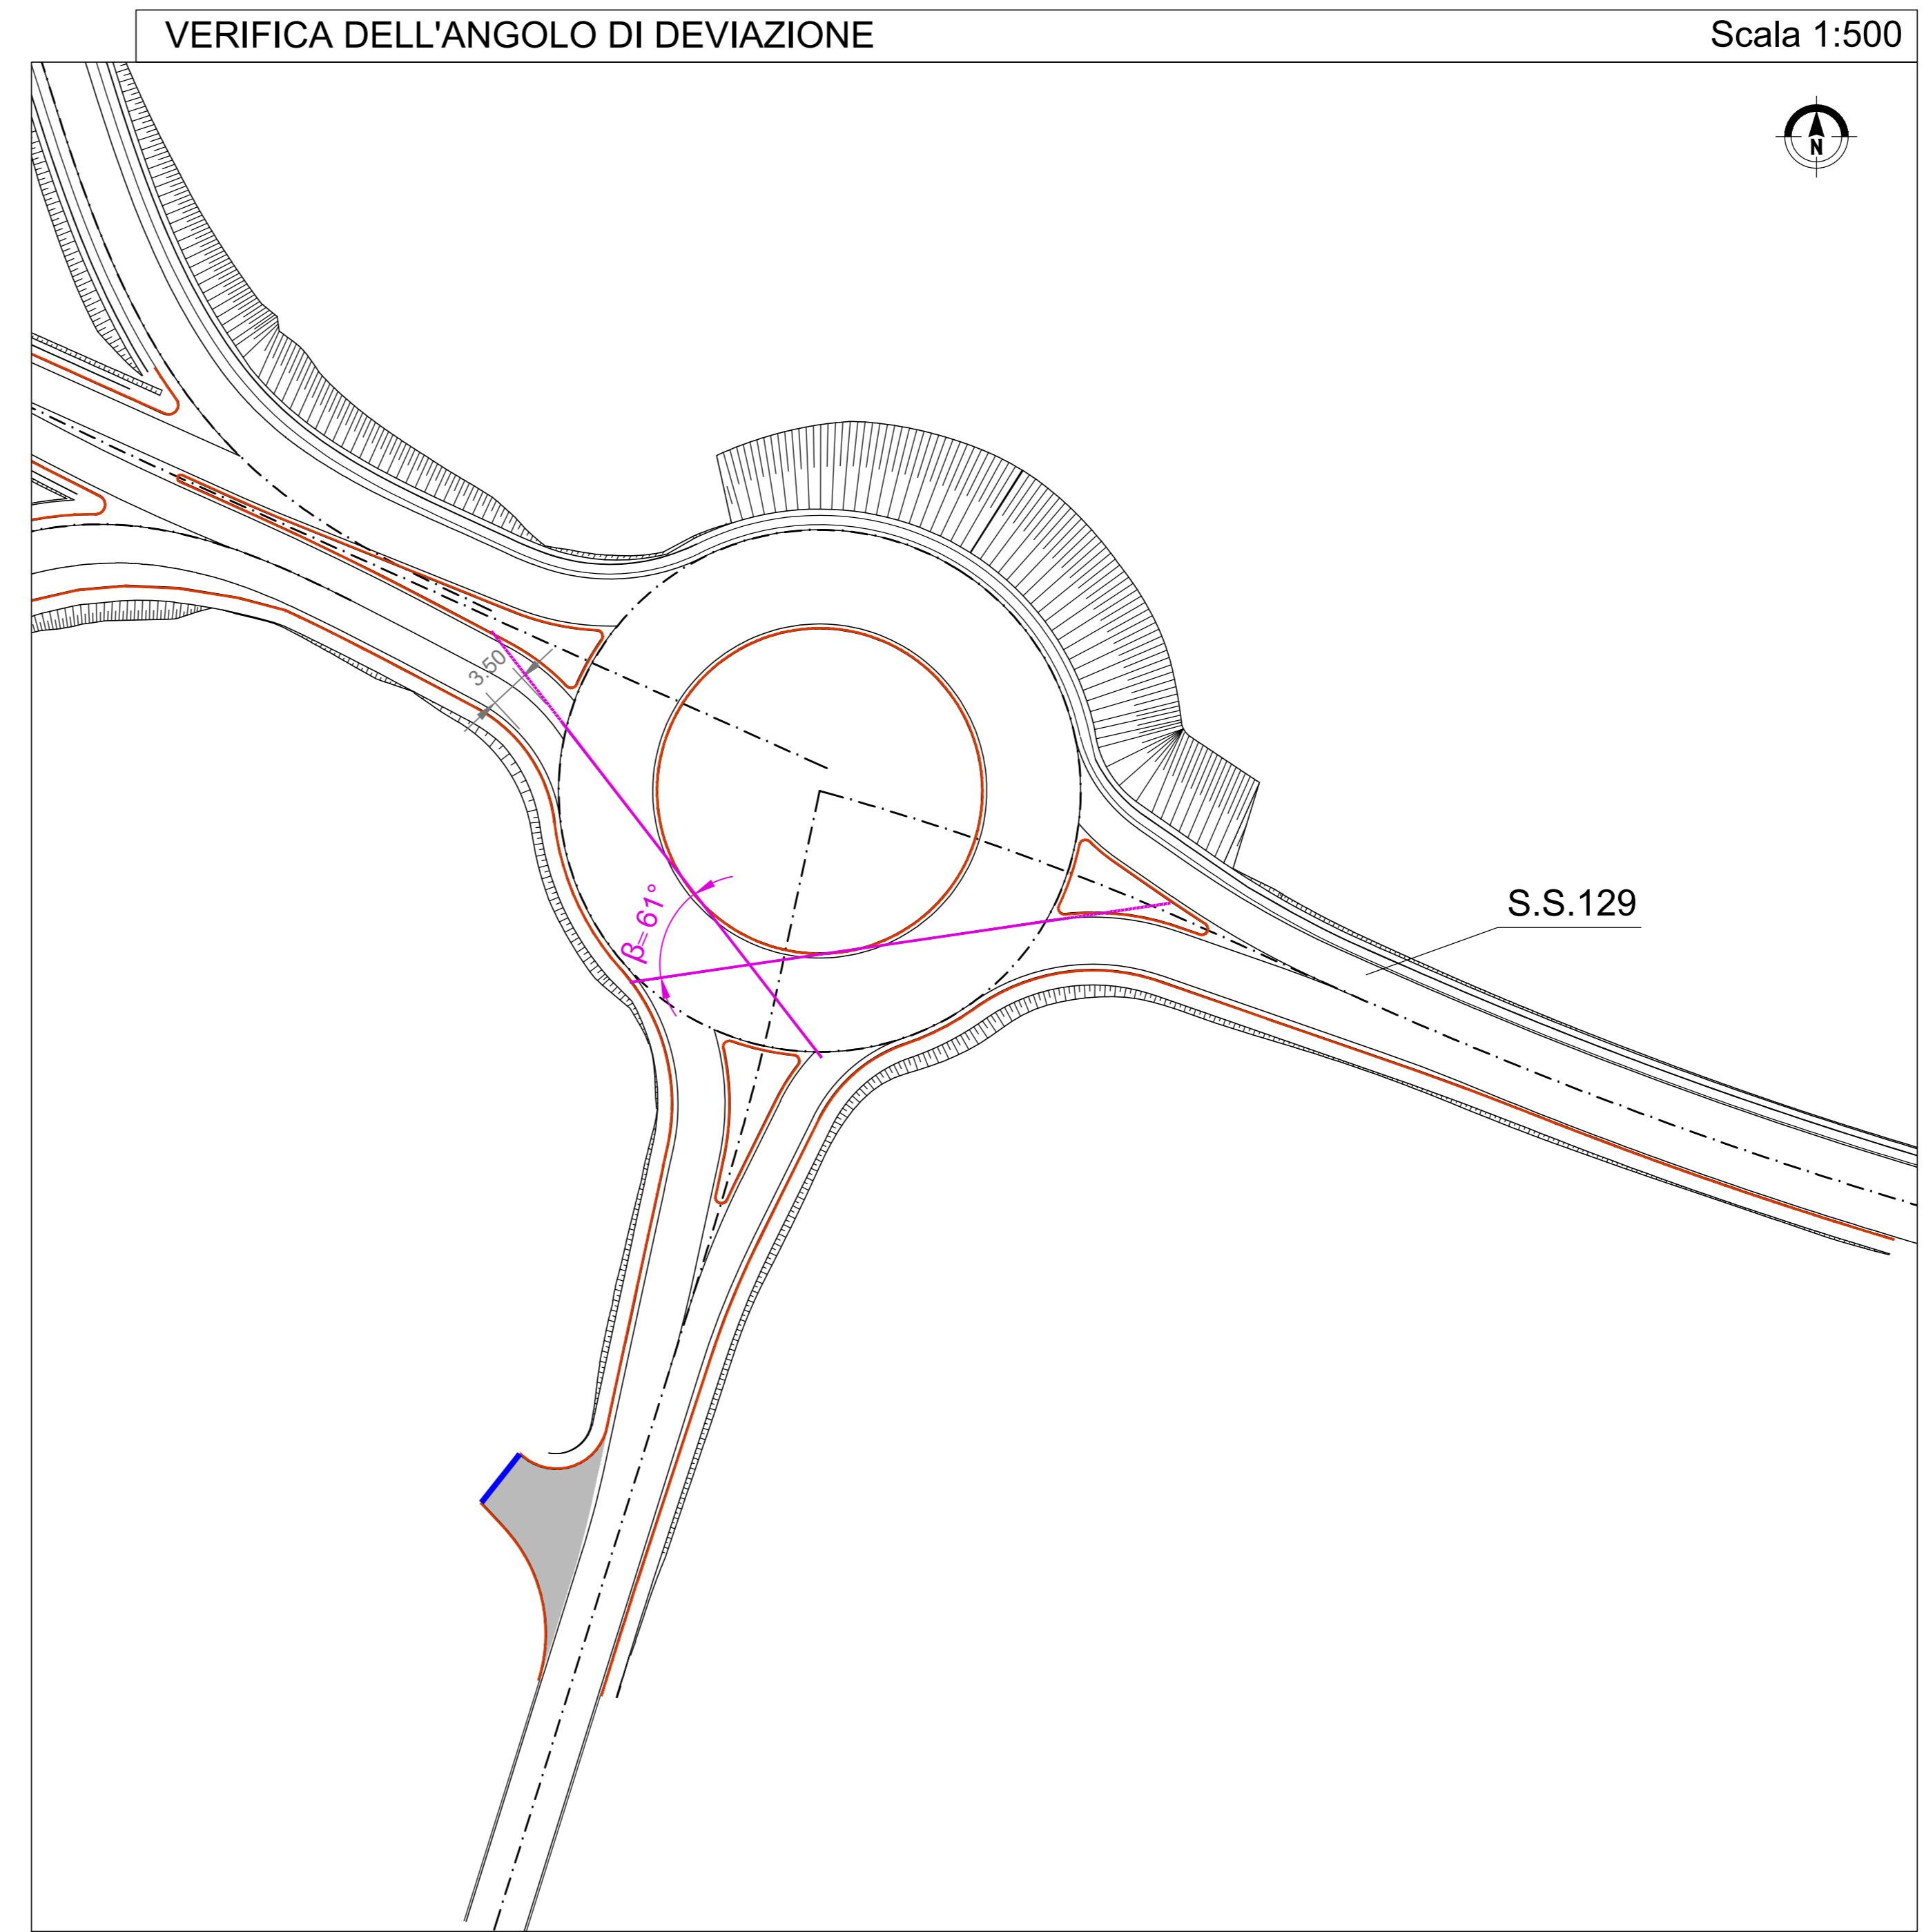 VERIFICA DELL'ANGOLO DI DEVIAZIONE
Scala 1:500
N
3.50
β=61°
S.S.129